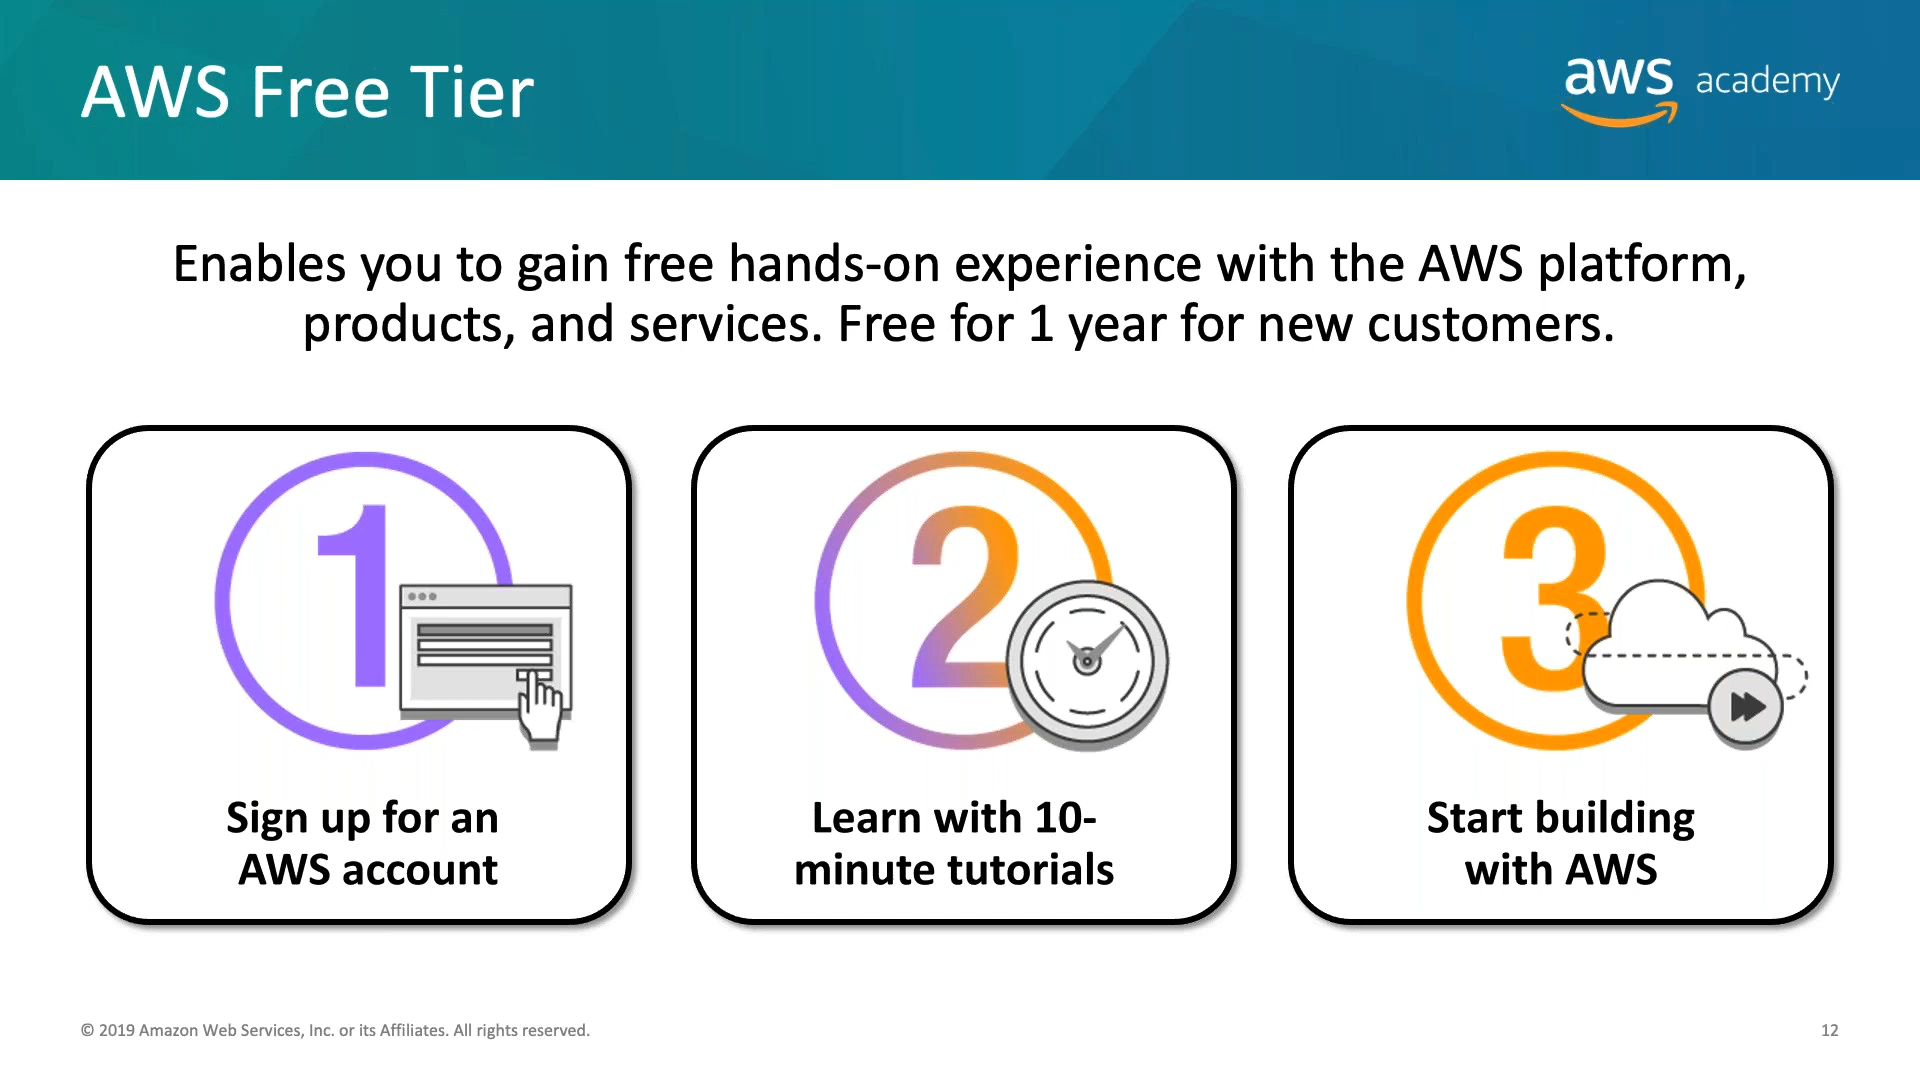 AWS Free Tier
aws academy
Enables you to gain free hands-on experience with the AWS platform,
products, and services. Free for 1 year for new customers.
1
2
3
Sign up for an
AWS account
Learn with 10-
minute tutorials
Start building
with AWS
© 2019 Amazon Web Services, Inc. or its Affiliates. All rights reserved.
12